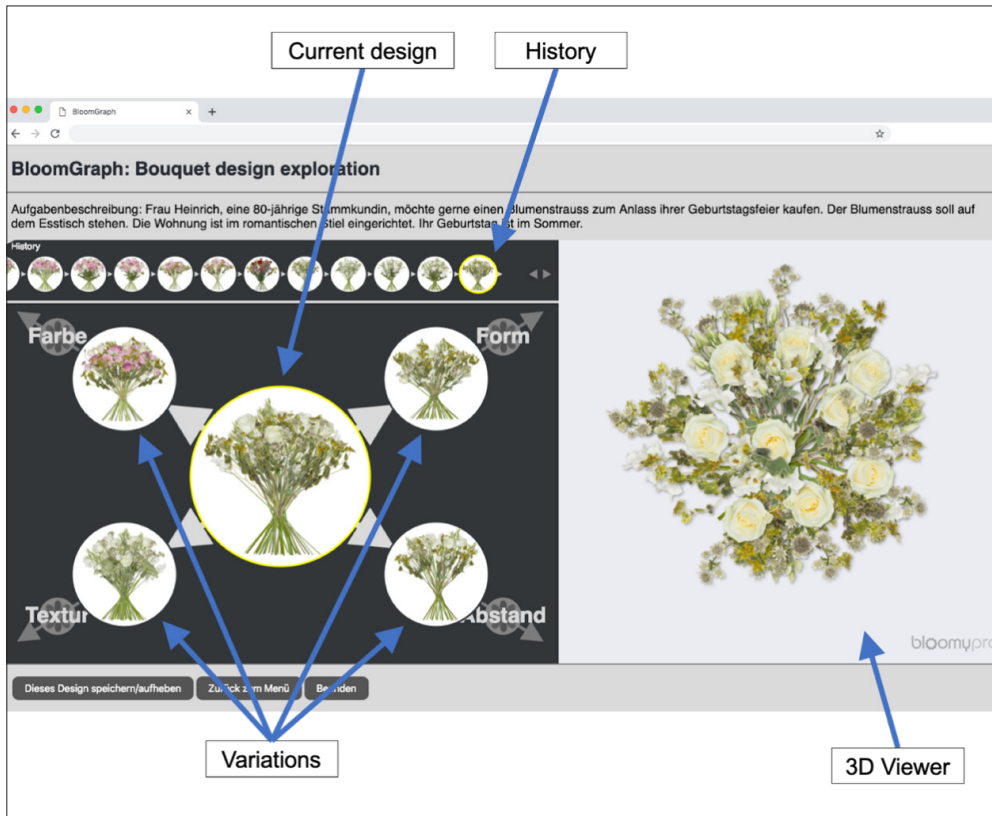 Current design
History
BloomGraph
BloomGraph: Bouquet design exploration
Aufgabenbeschreibung: Frau Heinrich, eine 80-jährige Stammkundin, möchte gerne einen Blumenstrauss zum Anlass ihrer Geburtstagsfeier kaufen. Der Blumenstrauss soll auf
dem Esstisch stehen. Die Wohnung ist im romantischen Stiel eingerichtet. Ihr Geburtstag ist im Sommer.
History
Farbe
Form
Textur
Abstand
bloomypro
Dieses Design speichern/aufheben
Zurück zum Menü
Beenden
Variations
3D Viewer